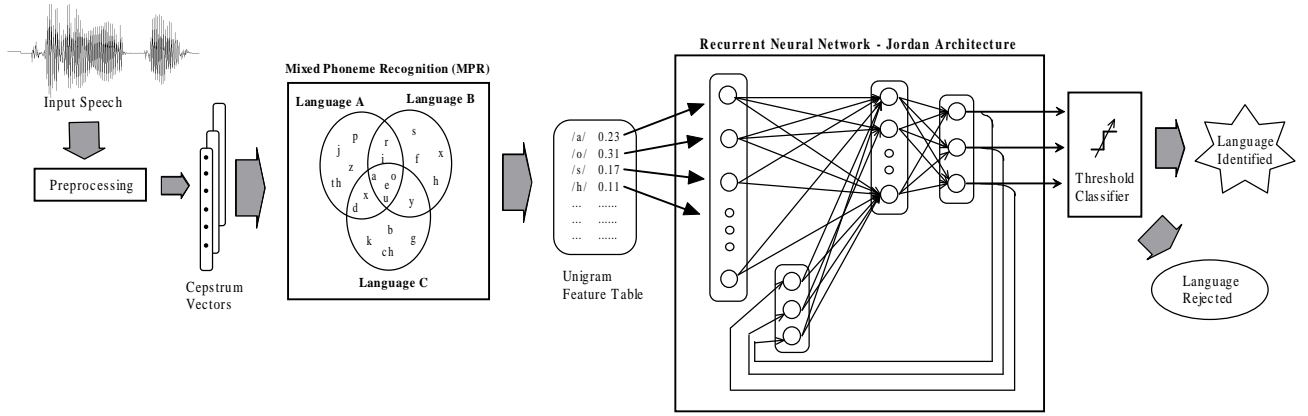 Recurrent Neural Network - Jordan Architecture
Mixed Phoneme Recognition (MPR)
Input Speech
Preprocessing
Cepstrum
Vectors
Language A
Language B
p
s
r
j
i
f
x
z
a
o
th
e
h
x
u
y
d
b
k
g
ch
Language C
/a/ 0.23
/o/ 0.31
/s/ 0.17
/h/ 0.11
... ......
... ......
... ......
Unigram
Feature Table
Threshold
Classifier
Language
Identified
Language
Rejected